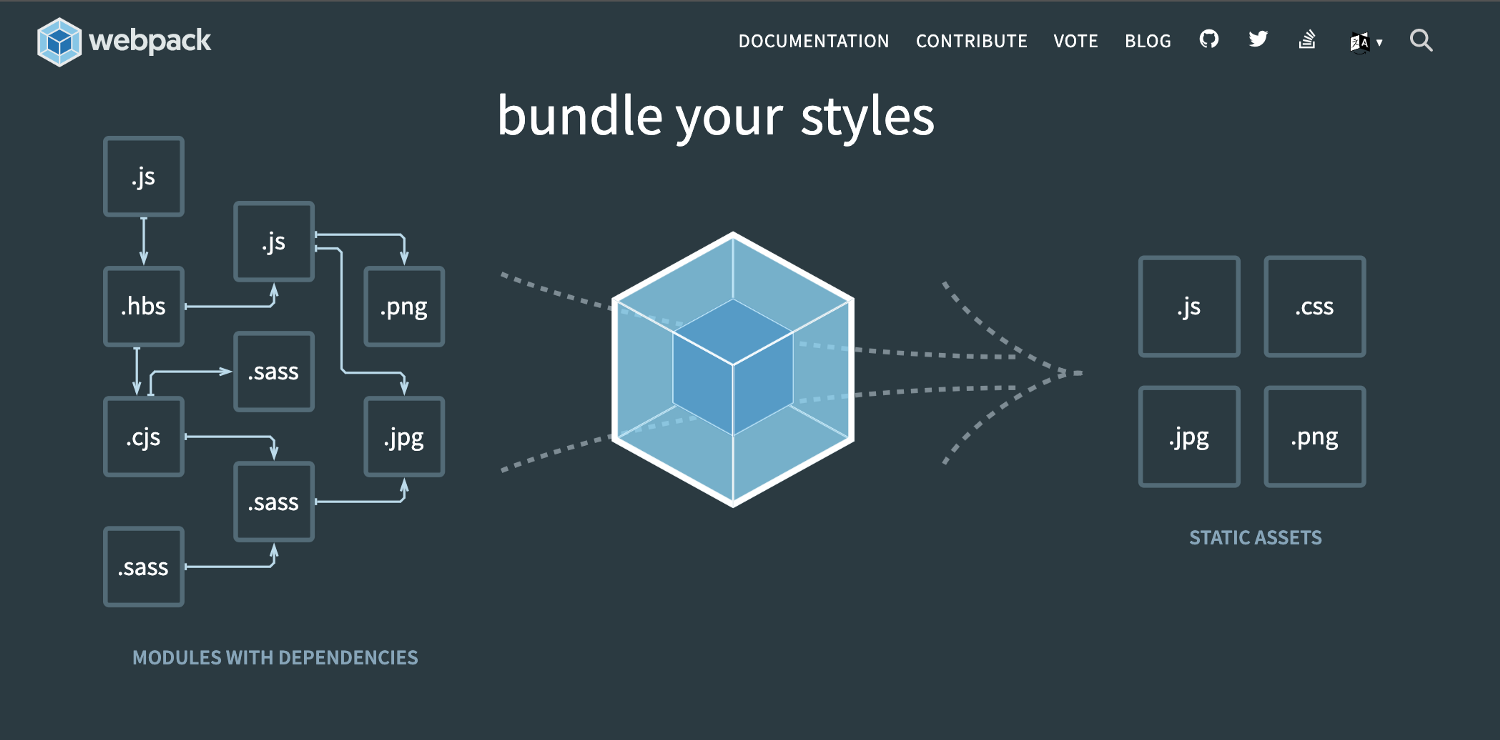 webpack
DOCUMENTATION CONTRIBUTE VOTE BLOG
bundle your styles
.js
.js
.hbs
.png
.sass
.cjs
.jpg
.sass
.sass
MODULES WITH DEPENDENCIES
.js .css
.jpg .png
STATIC ASSETS